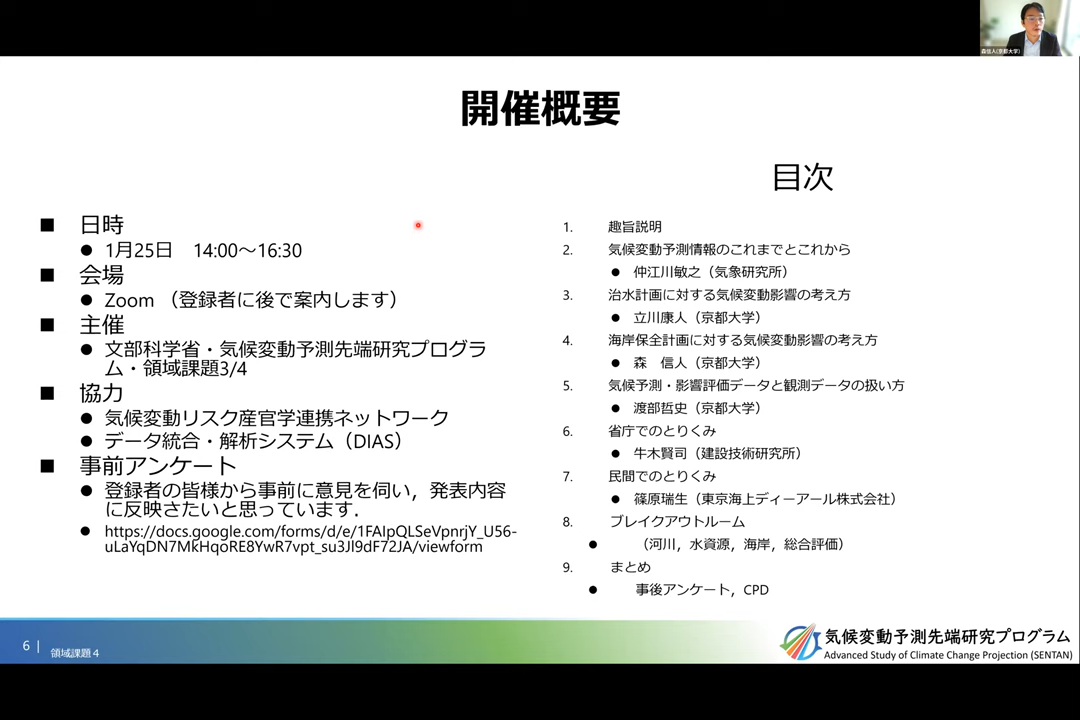 森信人(京都大学)
開催概要
■ 日時
● 1月25日　14:00～16:30
■ 会場
● Zoom （登録者に後で案内します）
■ 主催
● 文部科学省・気候変動予測先端研究プログラ
ム・領域課題3/4
■ 協力
● 気候変動リスク産官学連携ネットワーク
● データ統合・解析システム（DIAS）
■ 事前アンケート
● 登録者の皆様から事前に意見を伺い，発表内容
に反映させたいと思っています．
● https://docs.google.com/forms/d/e/1FAIpQLSeVpnrjY_U56-
uLaYqDN7MkHqoRE8YwR7vpt_su3Jl9dF72JA/viewform
目次
1. 趣旨説明
2. 気候変動予測情報のこれまでとこれから
● 仲江川敏之（気象研究所）
3. 治水計画に対する気候変動影響の考え方
● 立川康人（京都大学）
4. 海岸保全計画に対する気候変動影響の考え方
● 森　信人（京都大学）
5. 気候予測・影響評価データと観測データの扱い方
● 渡部哲史（京都大学）
6. 省庁でのとりくみ
● 牛木賢司（建設技術研究所）
7. 民間でのとりくみ
● 篠原瑞生（東京海上ディーアール株式会社）
8. ブレイクアウトルーム
● （河川，水資源，海岸，総合評価）
9. まとめ
● 事後アンケート，CPD
6 |
領域課題４
気候変動予測先端研究プログラム
Advanced Study of Climate Change Projection (SENTAN)